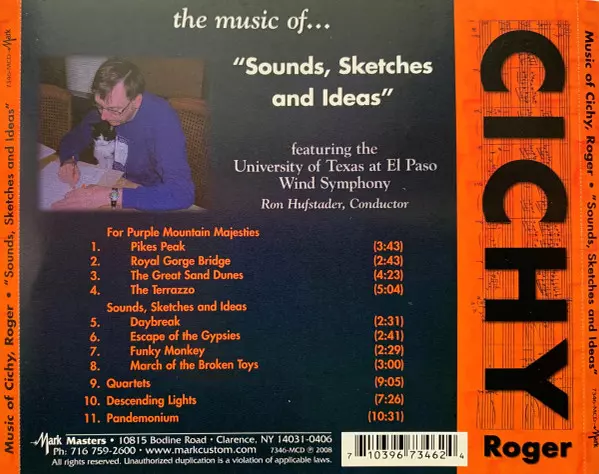 the music of...
"Sounds, Sketches
and Ideas"
featuring the
University of Texas at El Paso
Wind Symphony
Ron Hufstader, Conductor
For Purple Mountain Majesties
1. Pikes Peak (3:43)
2. Royal Gorge Bridge (2:43)
3. The Great Sand Dunes (4:23)
4. The Terrazzo (5:04)
Sounds, Sketches and Ideas
5. Daybreak (2:31)
6. Escape of the Gypsies (2:41)
7. Funky Monkey (2:29)
8. March of the Broken Toys (3:00)
9. Quartets (9:05)
10. Descending Lights (7:26)
11. Pandemonium (10:31)
Mark Masters • 10815 Bodine Road • Clarence, NY 14031-0406
Ph: 716 759-2600 • www.markcustom.com 7346-MCD ℗ 2008
All rights reserved. Unauthorized duplication is a violation of applicable laws.
7 10396 73462 4
CICHY
Roger
Music of Cichy, Roger • "Sounds, Sketches and Ideas" 7346-MCD Mark
Music of Cichy, Roger • "Sounds, Sketches and Ideas" 7346-MCD Mark